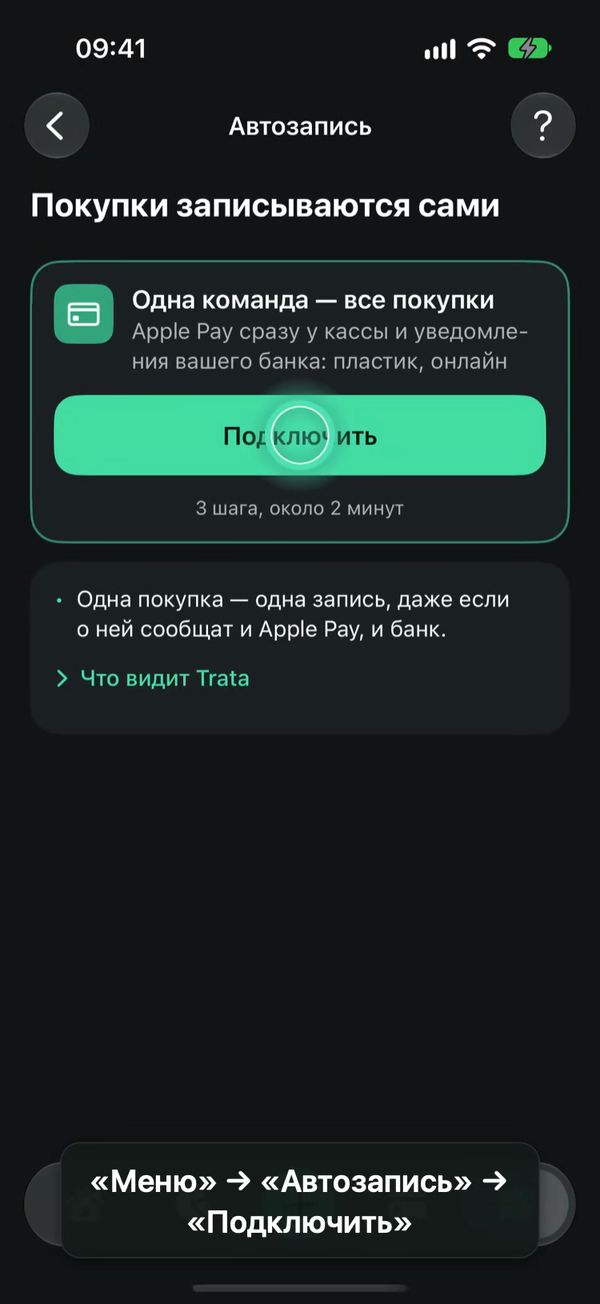 09:41
Автозапись
?
Покупки записываются сами
Одна команда — все покупки
Apple Pay сразу у кассы и уведомле-
ния вашего банка: пластик, онлайн
Подключить
3 шага, около 2 минут
• Одна покупка — одна запись, даже если
о ней сообщат и Apple Pay, и банк.
Что видит Trata
«Меню» → «Автозапись» →
«Подключить»